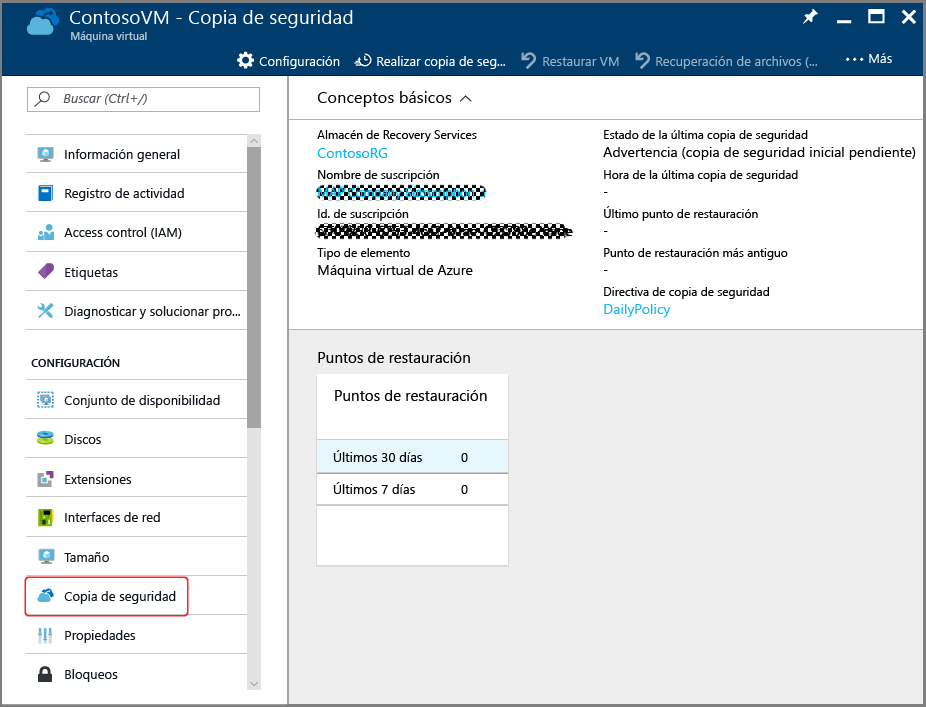 ContosoVM - Copia de seguridad
Máquina virtual
Configuración
Realizar copia de seg...
Restaurar VM
Recuperación de archivos (...
Más
Buscar (Ctrl+/)
Información general
Registro de actividad
Access control (IAM)
Etiquetas
Diagnosticar y solucionar pro...
CONFIGURACIÓN
Conjunto de disponibilidad
Discos
Extensiones
Interfaces de red
Tamaño
Copia de seguridad
Propiedades
Bloqueos
Conceptos básicos
Almacén de Recovery Services
ContosoRG
Nombre de suscripción
Id. de suscripción
Tipo de elemento
Máquina virtual de Azure
Estado de la última copia de seguridad
Advertencia (copia de seguridad inicial pendiente)
Hora de la última copia de seguridad
-
Último punto de restauración
-
Punto de restauración más antiguo
-
Directiva de copia de seguridad
DailyPolicy
Puntos de restauración
Puntos de restauración
Últimos 30 días 0
Últimos 7 días 0